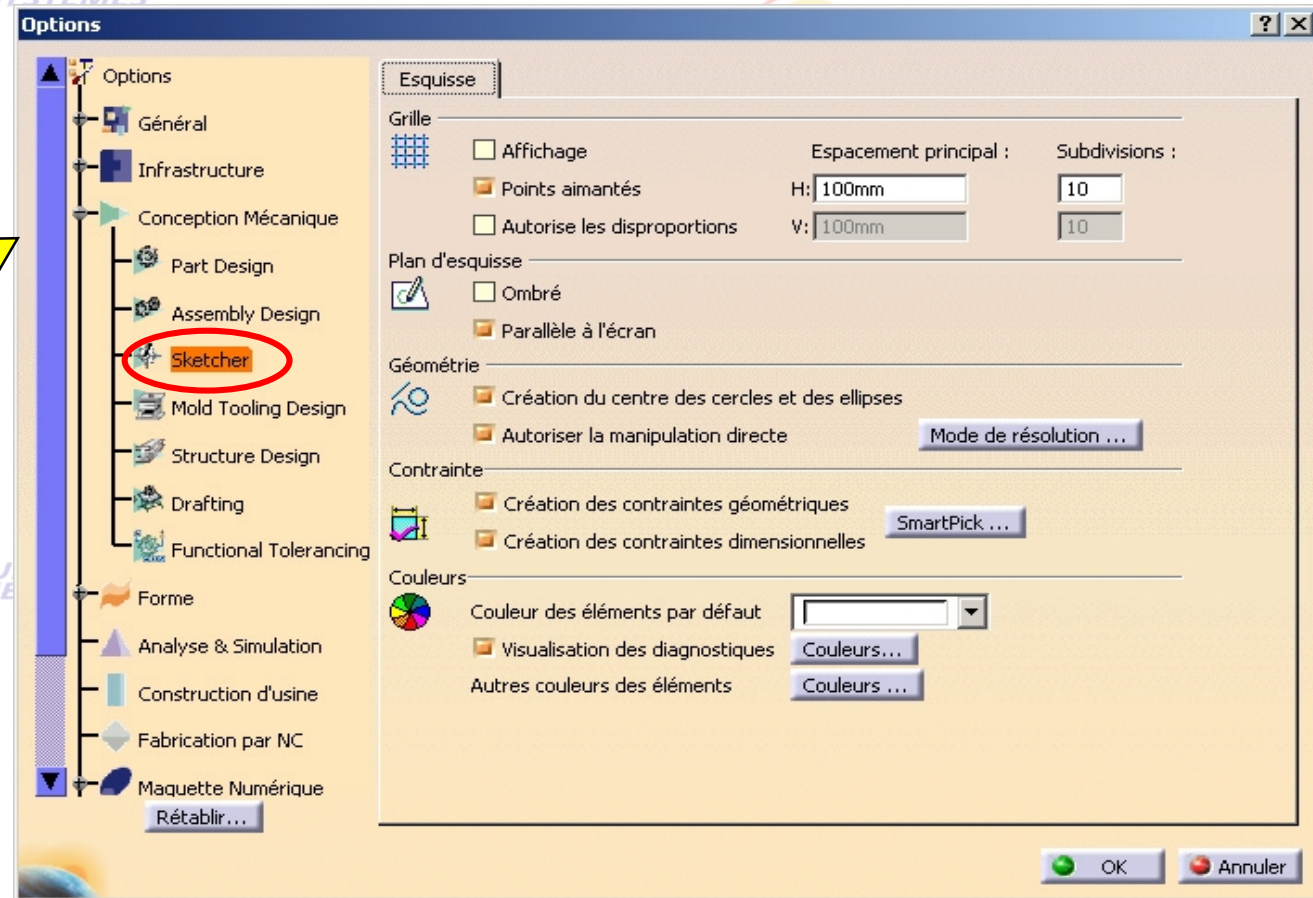 SYSTEMES
Options
Options
Général
Infrastructure
Conception Mécanique
Part Design
Assembly Design
Sketcher
Mold Tooling Design
Structure Design
Drafting
Functional Tolerancing
Forme
Analyse & Simulation
Construction d'usine
Fabrication par NC
Maquette Numérique
Rétablir...
Esquisse
Grille
Affichage Espacement principal : Subdivisions :
Points aimantés H: 100mm 10
Autorise les disproportions V: 100mm 10
Plan d'esquisse
Ombré
Parallèle à l'écran
Géométrie
Création du centre des cercles et des ellipses
Autoriser la manipulation directe Mode de résolution ...
Contrainte
Création des contraintes géométriques
SmartPick ...
Création des contraintes dimensionnelles
Couleurs
Couleur des éléments par défaut
Visualisation des diagnostiques Couleurs...
Autres couleurs des éléments Couleurs ...
OK Annuler